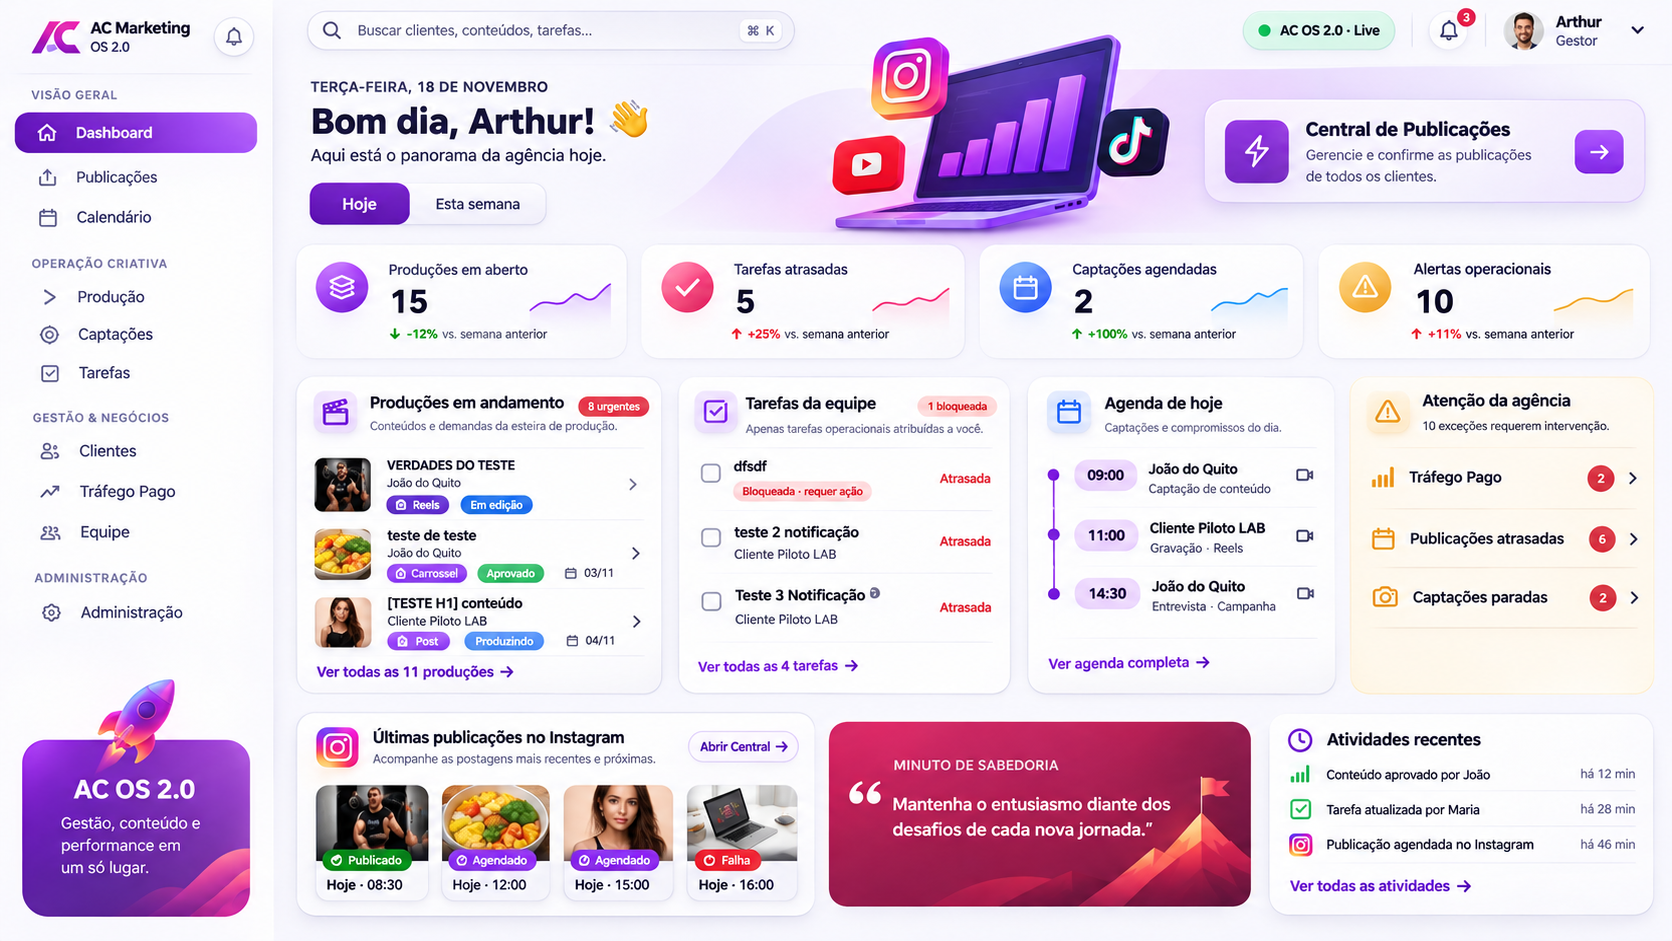 AC Marketing
OS 2.0
VISÃO GERAL
Dashboard
Publicações
Calendário
OPERAÇÃO CRIATIVA
Produção
Captações
Tarefas
GESTÃO & NEGÓCIOS
Clientes
Tráfego Pago
Equipe
ADMINISTRAÇÃO
Administração
AC OS 2.0
Gestão, conteúdo e
performance em
um só lugar.
Buscar clientes, conteúdos, tarefas...
⌘ K
AC OS 2.0 · Live
3
Arthur
Gestor
TERÇA-FEIRA, 18 DE NOVEMBRO
Bom dia, Arthur! 👋
Aqui está o panorama da agência hoje.
Hoje
Esta semana
Central de Publicações
Gerencie e confirme as publicações
de todos os clientes.
Produções em aberto
15
-12% vs. semana anterior
Tarefas atrasadas
5
+25% vs. semana anterior
Captações agendadas
2
+100% vs. semana anterior
Alertas operacionais
10
+11% vs. semana anterior
Produções em andamento
8 urgentes
Conteúdos e demandas da esteira de produção.
VERDADES DO TESTE
João do Quito
Reels
Em edição
teste de teste
João do Quito
Carrossel
Aprovado
03/11
[TESTE H1] conteúdo
Cliente Piloto LAB
Post
Produzindo
04/11
Ver todas as 11 produções →
Tarefas da equipe
1 bloqueada
Apenas tarefas operacionais atribuídas a você.
dfsdf
Bloqueada · requer ação
Atrasada
teste 2 notificação
Cliente Piloto LAB
Atrasada
Teste 3 Notificação
Cliente Piloto LAB
Atrasada
Ver todas as 4 tarefas →
Agenda de hoje
Captações e compromissos do dia.
09:00
João do Quito
Captação de conteúdo
11:00
Cliente Piloto LAB
Gravação · Reels
14:30
João do Quito
Entrevista · Campanha
Ver agenda completa →
Atenção da agência
10 exceções requerem intervenção.
Tráfego Pago
2
Publicações atrasadas
6
Captações paradas
2
Últimas publicações no Instagram
Acompanhe as postagens mais recentes e próximas.
Abrir Central →
Publicado
Hoje · 08:30
Agendado
Hoje · 12:00
Agendado
Hoje · 15:00
Falha
Hoje · 16:00
MINUTO DE SABEDORIA
“Mantenha o entusiasmo diante dos
desafios de cada nova jornada.”
Atividades recentes
Conteúdo aprovado por João
há 12 min
Tarefa atualizada por Maria
há 28 min
Publicação agendada no Instagram
há 46 min
Ver todas as atividades →